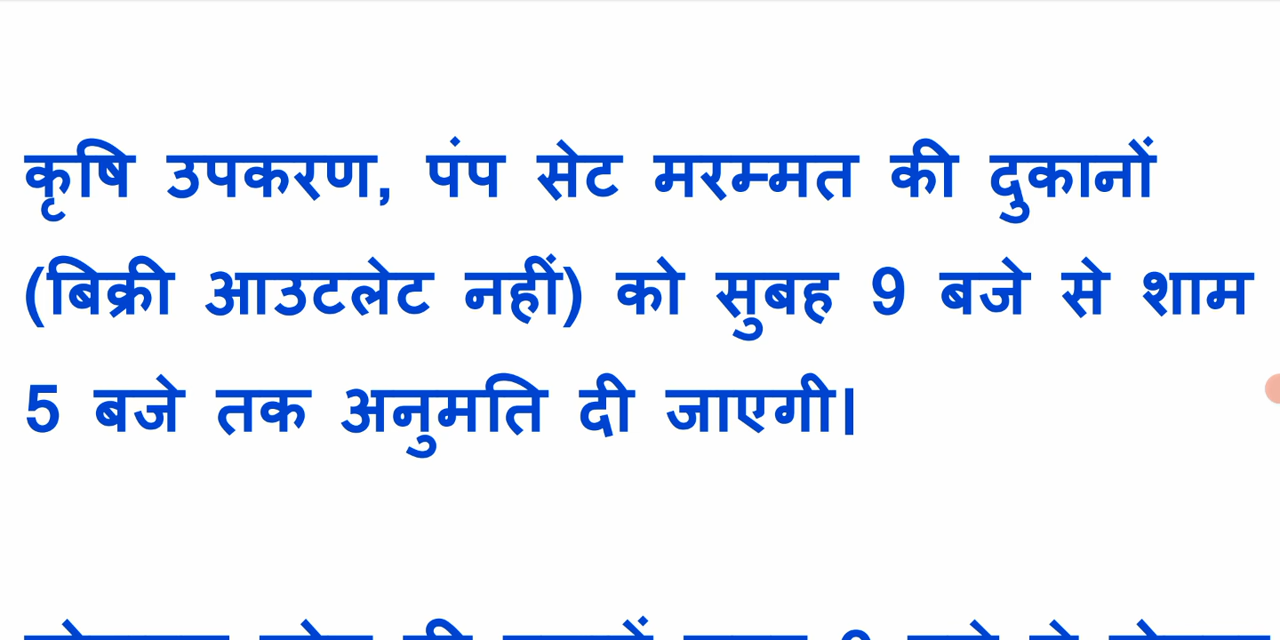 कृषि उपकरण, पंप सेट मरम्मत की दुकानों
(बिक्री आउटलेट नहीं) को सुबह 9 बजे से शाम
5 बजे तक अनुमति दी जाएगी।